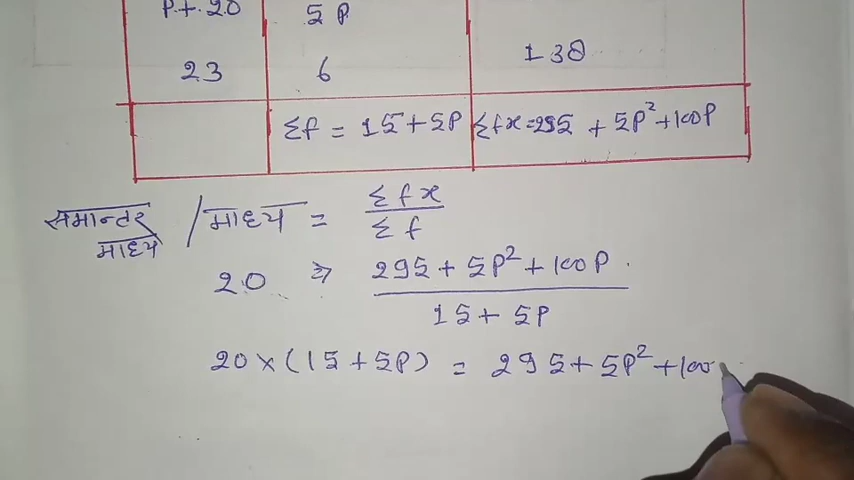 P+20 5P
23 6 138
Σf = 15+5P Σfx=295 + 5P²+100P
समान्तर माध्य / माध्य = Σfx / Σf
20 ⇒ 295+5P²+100P / 15+5P
20×(15+5P) = 295+5P²+100